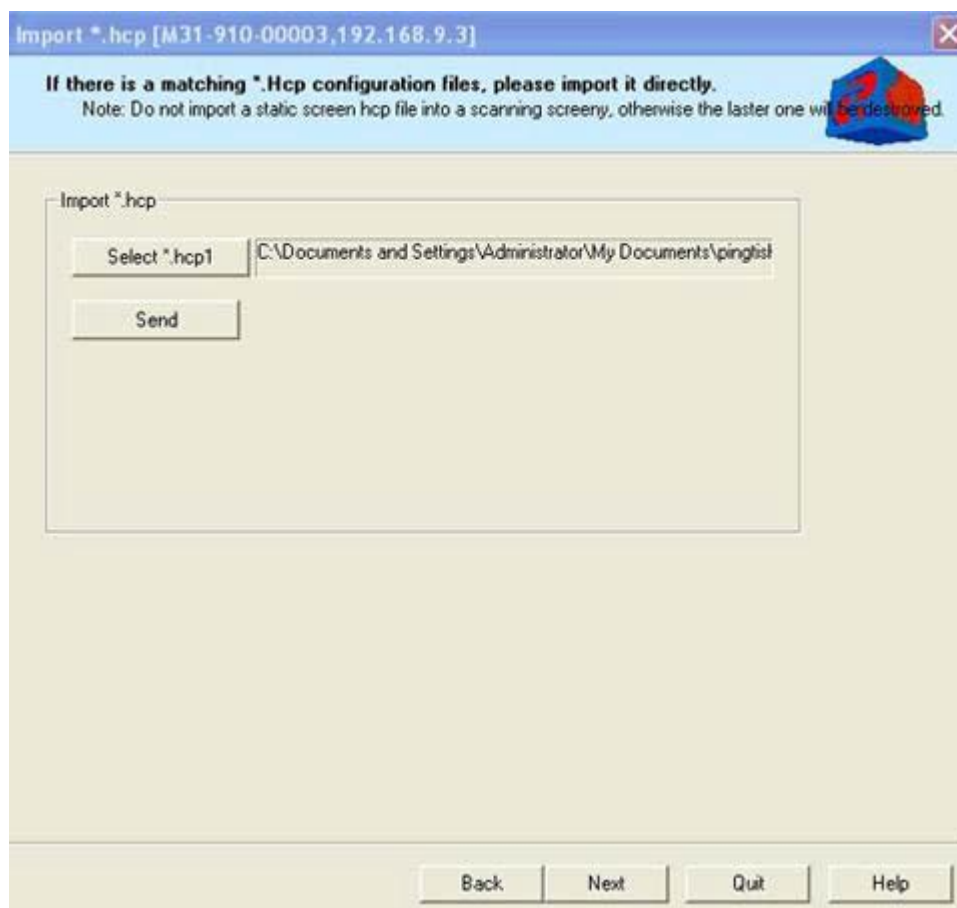 Import *.hcp [M31-910-00003,192.168.9.3]
If there is a matching *.Hcp configuration files, please import it directly.
Note: Do not import a static screen hcp file into a scanning screeny, otherwise the laster one will be destroyed.
Import *.hcp
Select *.hcp1 C:\Documents and Settings\Administrator\My Documents\pingtish
Send
Back Next Quit Help